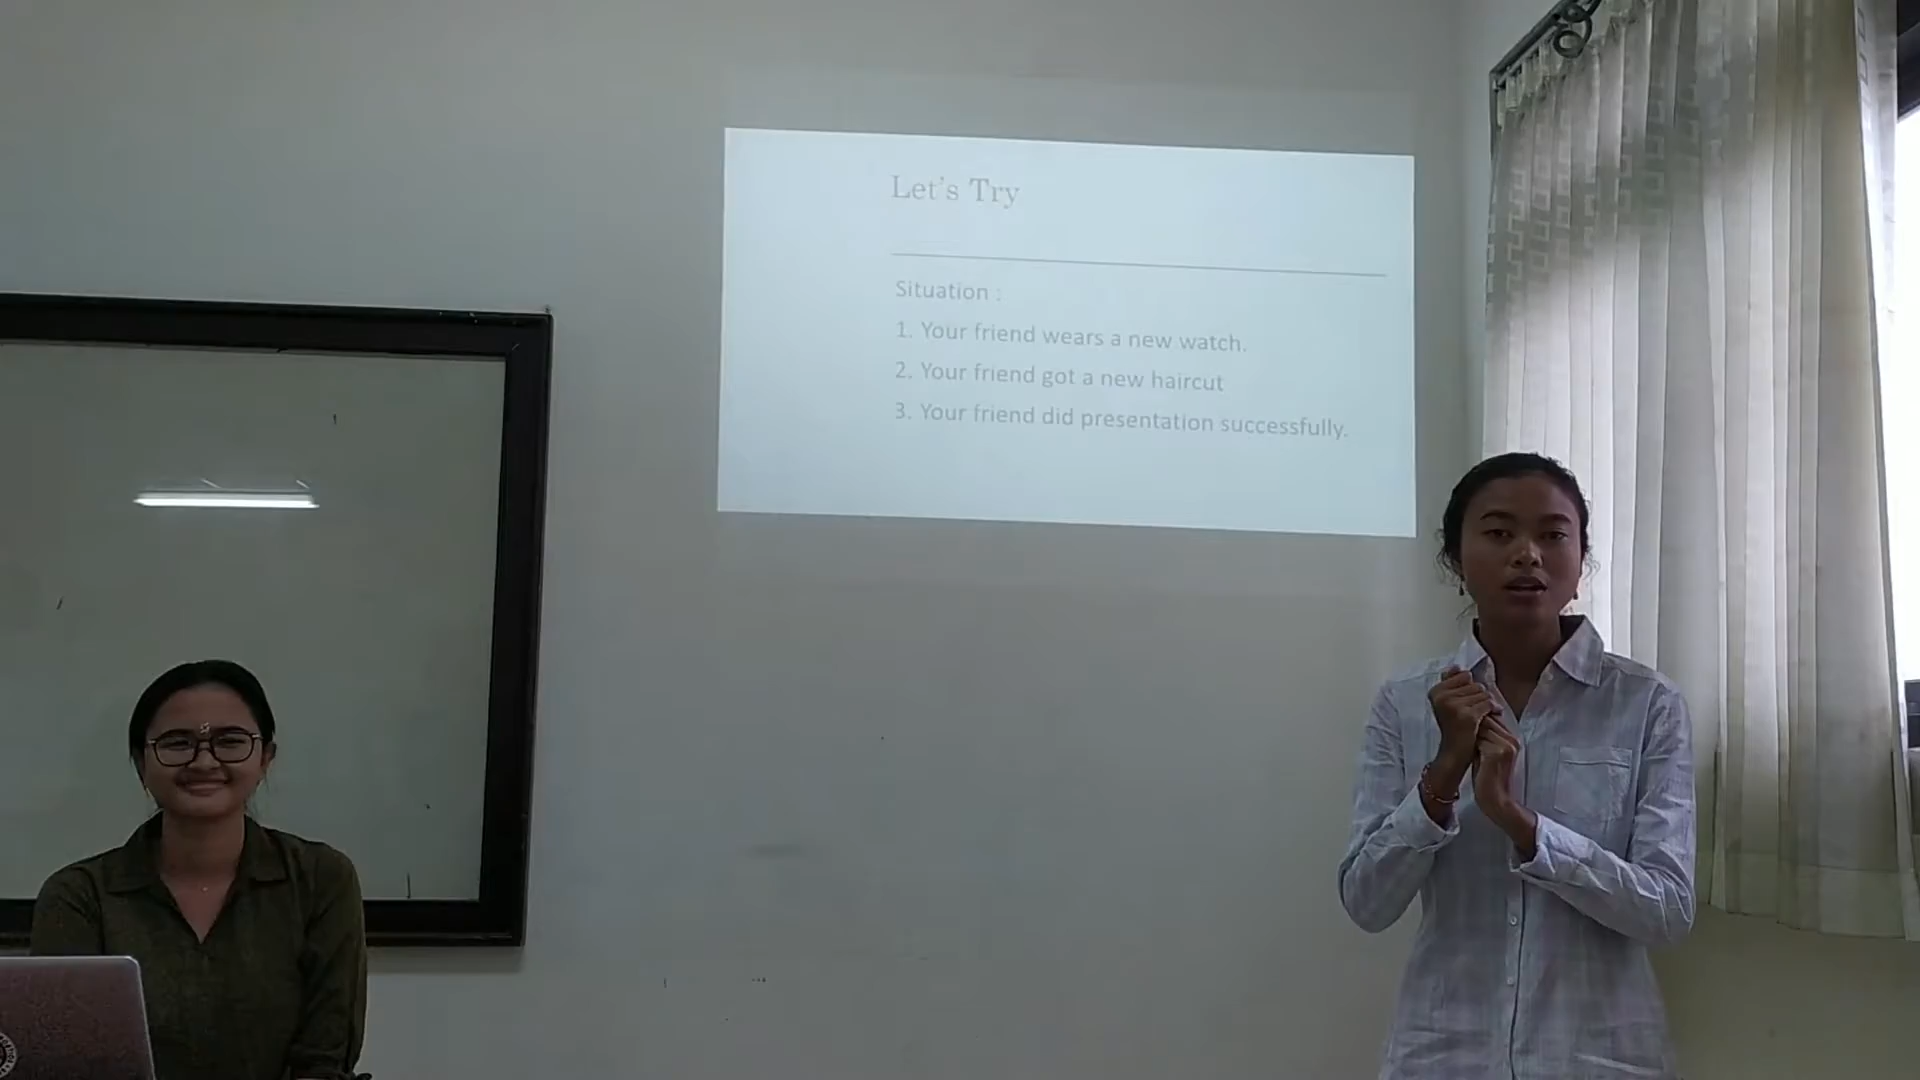 Let's Try
Situation :
1. Your friend wears a new watch.
2. Your friend got a new haircut
3. Your friend did presentation successfully.